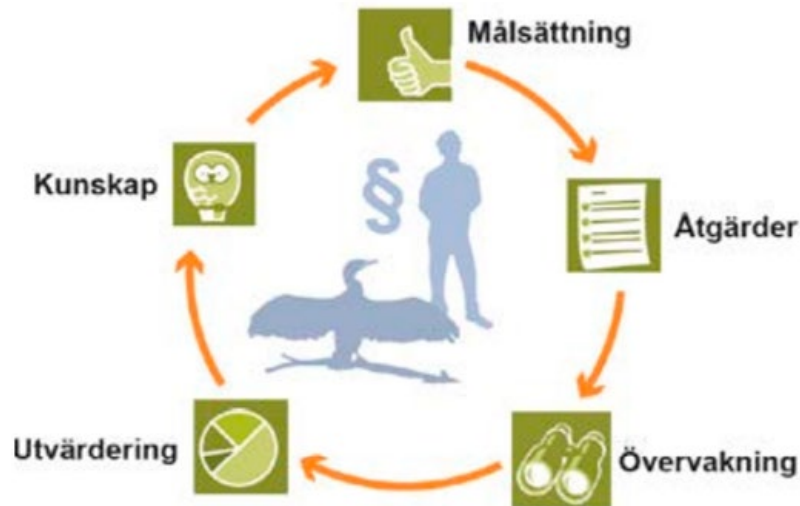 Målsättning
Kunskap
§
Åtgärder
Utvärdering
Övervakning